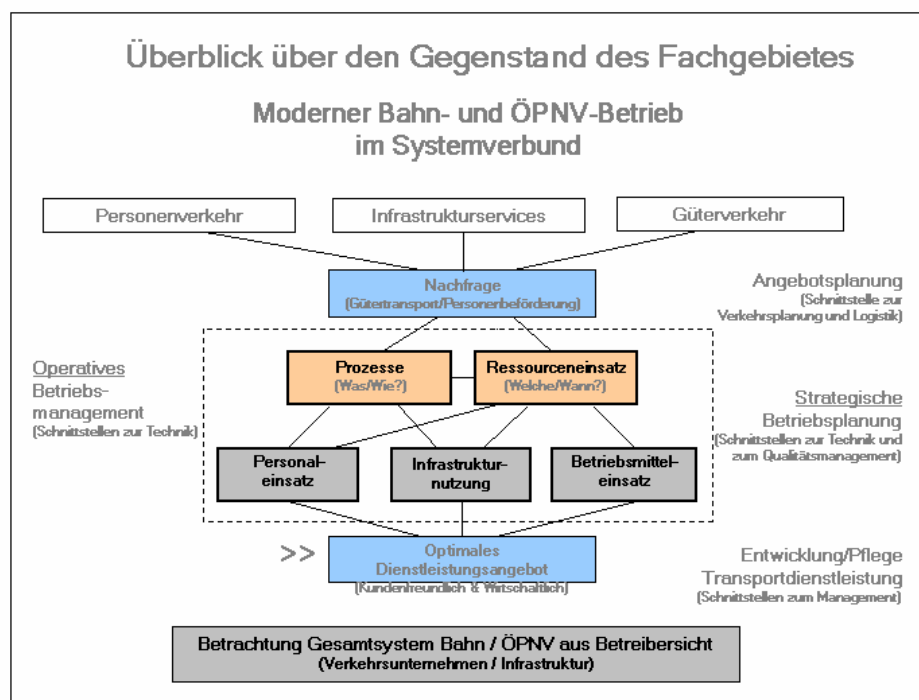 Überblick über den Gegenstand des Fachgebietes
Moderner Bahn- und ÖPNV-Betrieb
im Systemverbund
Personenverkehr
Infrastrukturservices
Güterverkehr
Nachfrage
(Gütertransport/Personenbeförderung)
Angebotsplanung
(Schnittstelle zur
Verkehrsplanung und Logistik)
Operatives
Betriebs-
management
(Schnittstellen zur Technik)
Prozesse
(Was/Wie?)
Ressourceneinsatz
(Welche/Wann?)
Strategische
Betriebsplanung
(Schnittstellen zur Technik und
zum Qualitätsmanagement)
Personal-
einsatz
Infrastruktur-
nutzung
Betriebsmittel-
einsatz
>>
Optimales
Dienstleistungsangebot
(Kundenfreundlich & Wirtschaftlich)
Entwicklung/Pflege
Transportdienstleistung
(Schnittstellen zum Management)
Betrachtung Gesamtsystem Bahn / ÖPNV aus Betreibersicht
(Verkehrsunternehmen / Infrastruktur)